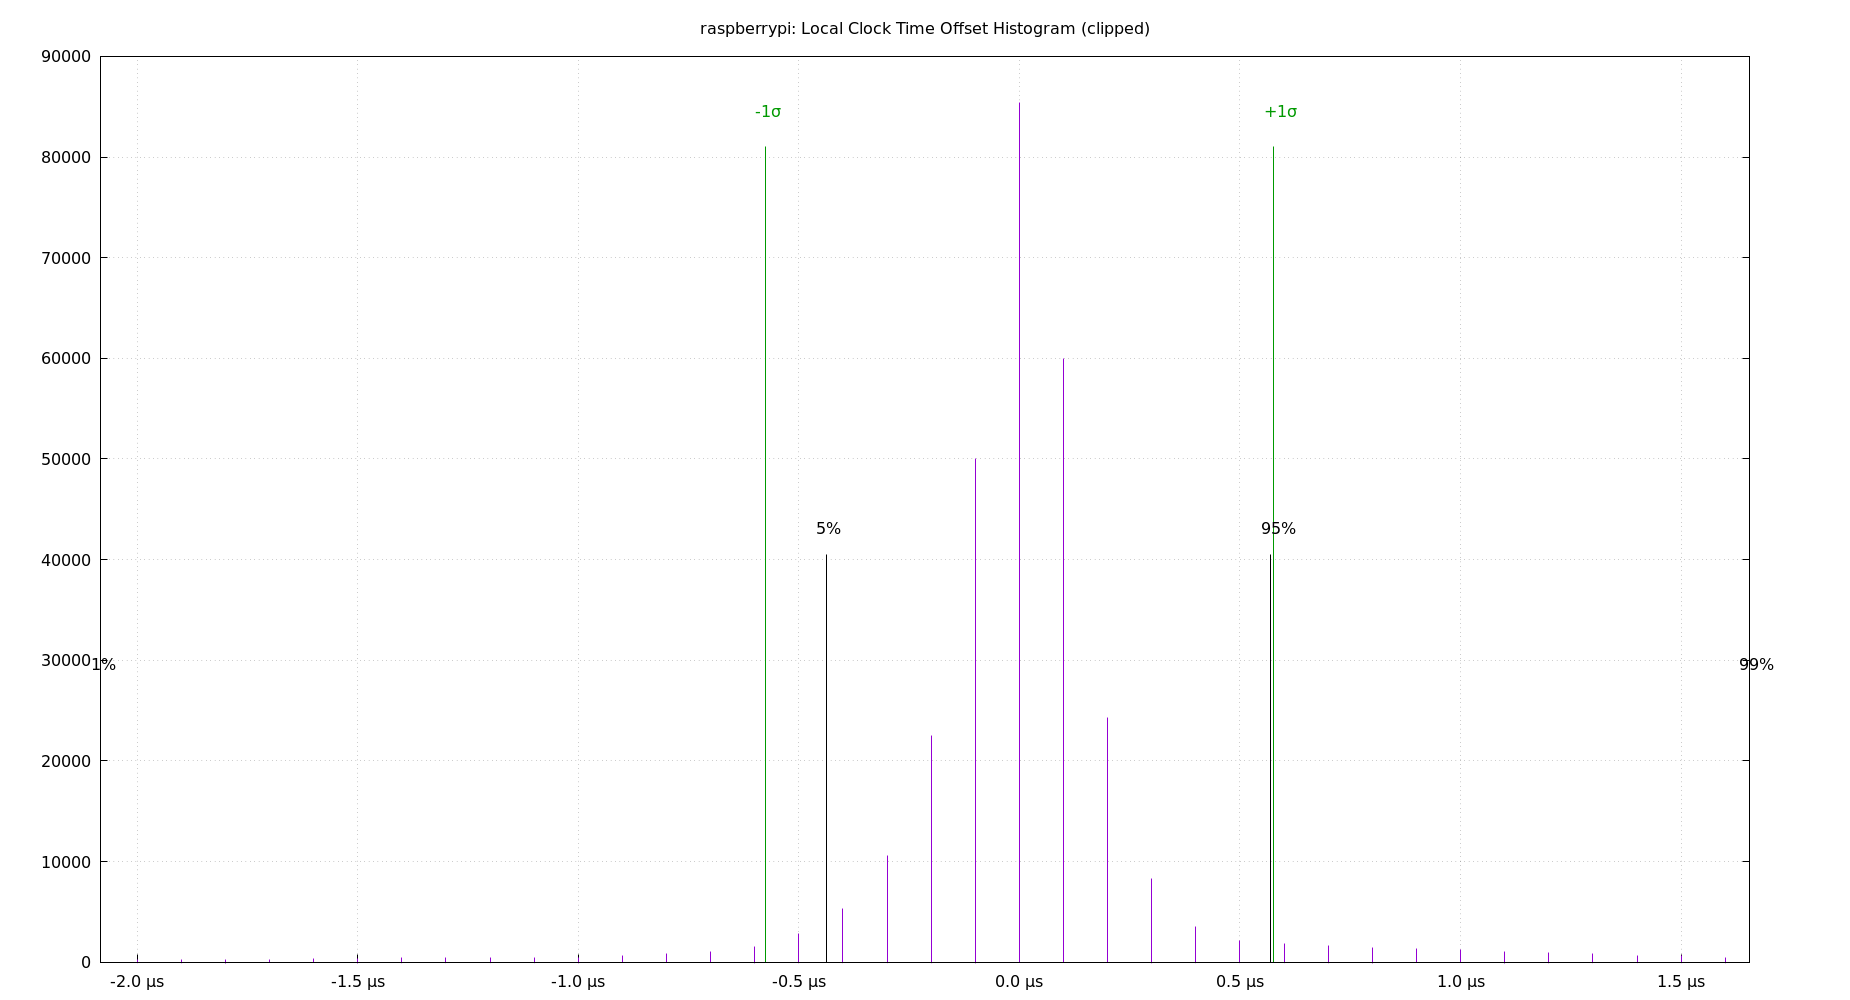 raspberrypi: Local Clock Time Offset Histogram (clipped)
90000
-1σ
+1σ
80000
70000
60000
50000
5%
95%
40000
30000
1%
99%
20000
10000
0
-2.0 µs
-1.5 µs
-1.0 µs
-0.5 µs
0.0 µs
0.5 µs
1.0 µs
1.5 µs